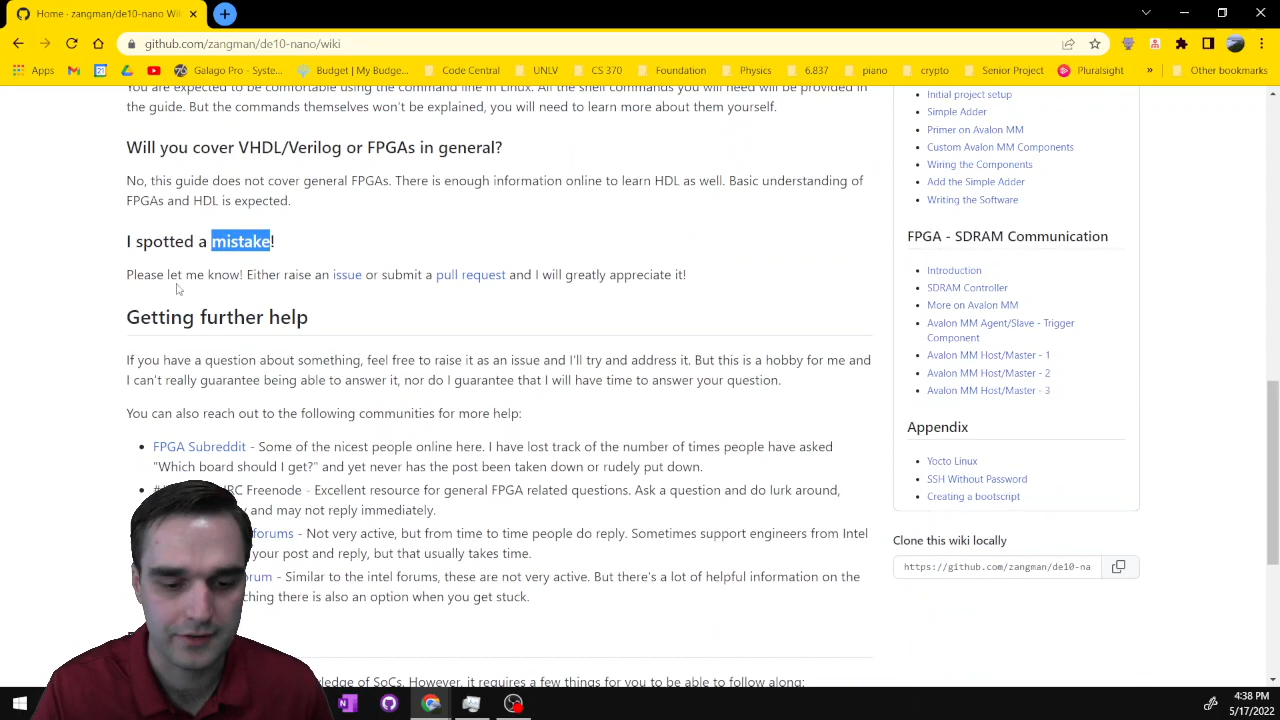 Home · zangman/de10-nano Wi
github.com/zangman/de10-nano/wiki
Apps
Galago Pro - Syste...
Budget | My Budge...
Code Central
UNLV
CS 370
Foundation
Physics
6.837
piano
crypto
Senior Project
Pluralsight
»
Other bookmarks
You are expected to be comfortable using the command line in Linux. All the shell commands you will need will be provided in
the guide. But the commands themselves won't be explained, you will need to learn more about them yourself.
Will you cover VHDL/Verilog or FPGAs in general?
No, this guide does not cover general FPGAs. There is enough information online to learn HDL as well. Basic understanding of
FPGAs and HDL is expected.
I spotted a mistake!
Please let me know! Either raise an issue or submit a pull request and I will greatly appreciate it!
Getting further help
If you have a question about something, feel free to raise it as an issue and I'll try and address it. But this is a hobby for me and
I can't really guarantee being able to answer it, nor do I guarantee that I will have time to answer your question.
You can also reach out to the following communities for more help:
• FPGA Subreddit - Some of the nicest people online here. I have lost track of the number of times people have asked
"Which board should I get?" and yet never has the post been taken down or rudely put down.
• Freenode - Excellent resource for general FPGA related questions. Ask a question and do lurk around,
and may not reply immediately.
forums - Not very active, but from time to time people do reply. Sometimes support engineers from Intel
your post and reply, but that usually takes time.
- Similar to the intel forums, these are not very active. But there's a lot of helpful information on the
there is also an option when you get stuck.
of SoCs. However, it requires a few things for you to be able to follow along:
Initial project setup
Simple Adder
Primer on Avalon MM
Custom Avalon MM Components
Wiring the Components
Add the Simple Adder
Writing the Software
FPGA - SDRAM Communication
Introduction
SDRAM Controller
More on Avalon MM
Avalon MM Agent/Slave - Trigger
Component
Avalon MM Host/Master - 1
Avalon MM Host/Master - 2
Avalon MM Host/Master - 3
Appendix
Yocto Linux
SSH Without Password
Creating a bootscript
Clone this wiki locally
https://github.com/zangman/de10-na
4:38 PM
5/17/2022